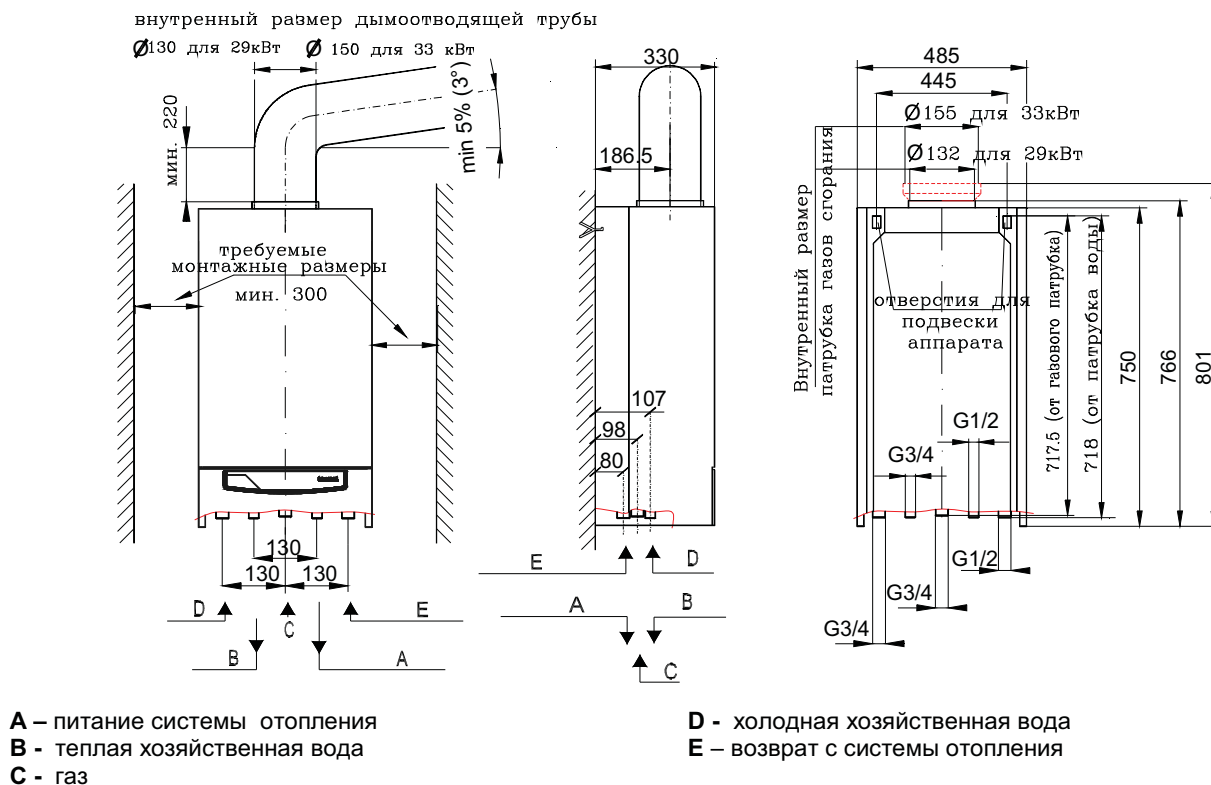 внутренный размер дымоотводящей трубы
Ø130 для 29кВт Ø 150 для 33 кВт
мин. 220
min 5% (3°)
требуемые
монтажные размеры
мин. 300
130
130
130
D
C
E
B
A
330
186.5
107
98
80
E
D
A
B
C
485
445
Ø155 для 33кВт
Ø132 для 29кВт
Внутренный размер
патрубка газов сгорания
отверстия для
подвески
аппарата
717.5 (от газового патрубка)
718 (от патрубка воды)
750
766
801
G1/2
G3/4
G1/2
G3/4
G3/4
A – питание системы отопления
B - теплая хозяйственная вода
C - газ
D - холодная хозяйственная вода
E – возврат с системы отопления